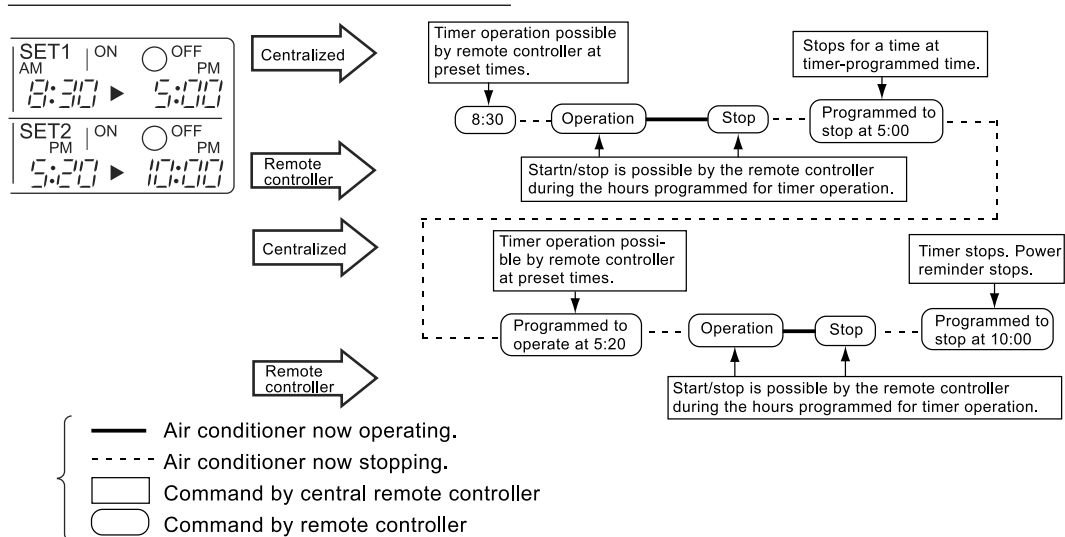 SET1 ON OFF
AM PM
8:30 ▶ 5:00
SET2 ON OFF
PM PM
5:20 ▶ 10:00
Centralized
Remote
controller
Centralized
Remote
controller
Timer operation possible
by remote controller at
preset times.
Stops for a time at
timer-programmed time.
8:30
Operation
Stop
Programmed to
stop at 5:00
Startn/stop is possible by the remote controller
during the hours programmed for timer operation.
Timer operation possi-
ble by remote controller
at preset times.
Timer stops. Power
reminder stops.
Programmed to
operate at 5:20
Operation
Stop
Programmed to
stop at 10:00
Start/stop is possible by the remote controller
during the hours programmed for timer operation.
Air conditioner now operating.
Air conditioner now stopping.
Command by central remote controller
Command by remote controller